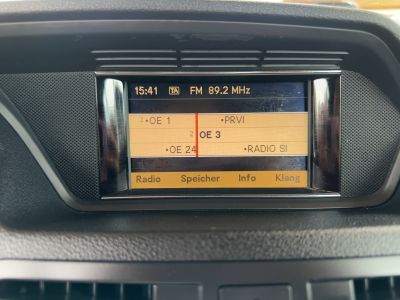 15:41 TA FM 89.2 MHz
1 •OE 1 •PRVI
2 OE 3
•OE 24 •RADIO SI
Radio Speicher Info Klang